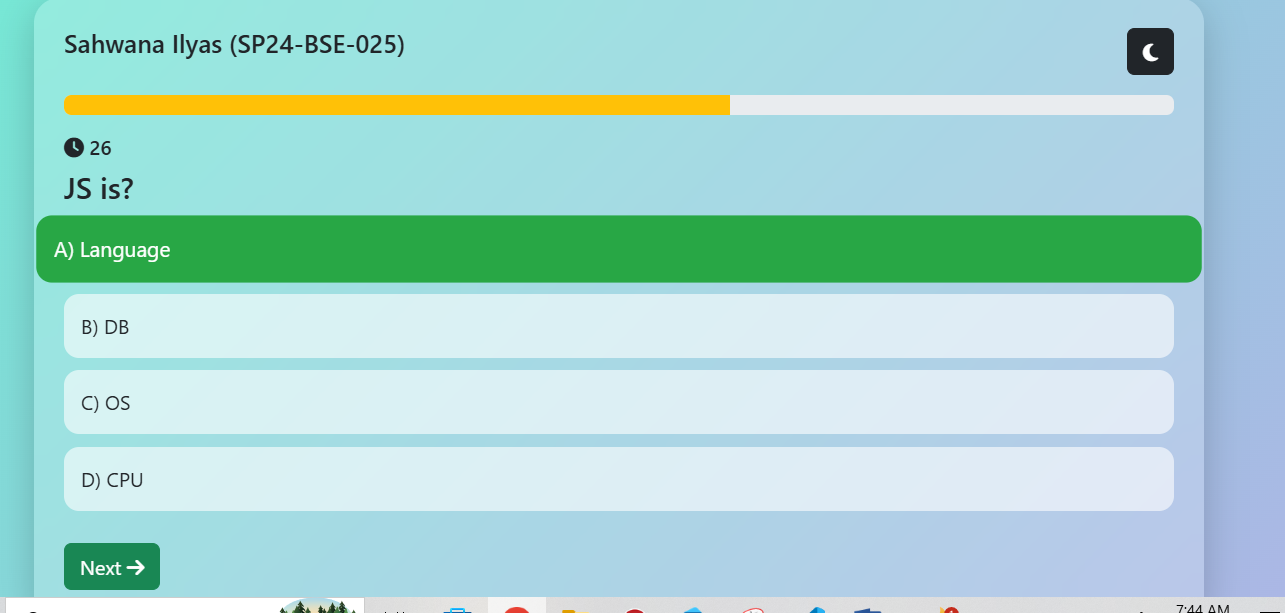 Sahwana Ilyas (SP24-BSE-025)
26
JS is?
A) Language
B) DB
C) OS
D) CPU
Next
7:44 AM